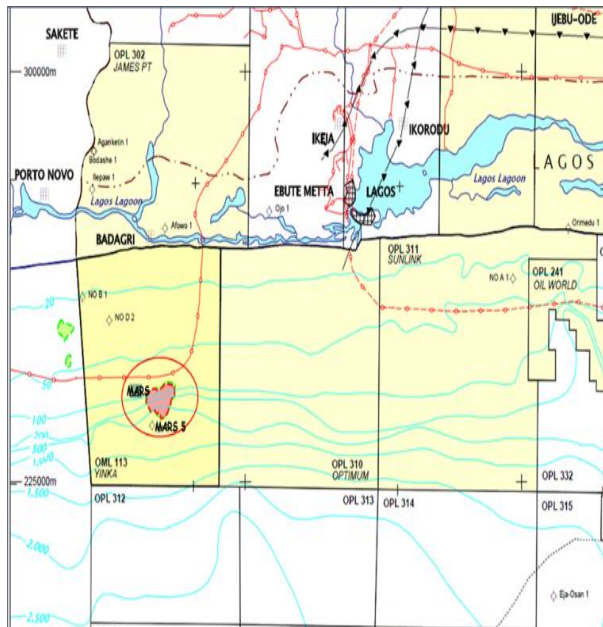 SAKETE
IJEBU-ODE
OPL 302
JAMES PT
300000m
Aganketin 1
Bodashe 1
Ilepaw 1
IKEJA
IKORODU
LAGOS
PORTO NOVO
Lagos Lagoon
EBUTE METTA
LAGOS
Lagos Lagoon
Ojo 1
Afowo 1
BADAGRI
Orimedu 1
OPL 311
SUNLINK
NO A 1
OPL 241
OIL WORLD
NO B 1
20
NO D 2
50
MARS
100
MARS 5
200
500
1,000
OML 113
YINKA
OPL 310
OPTIMUM
OPL 332
225000m
1,500
OPL 312
OPL 313
OPL 314
OPL 315
2,000
Eja-Osan 1
2,500